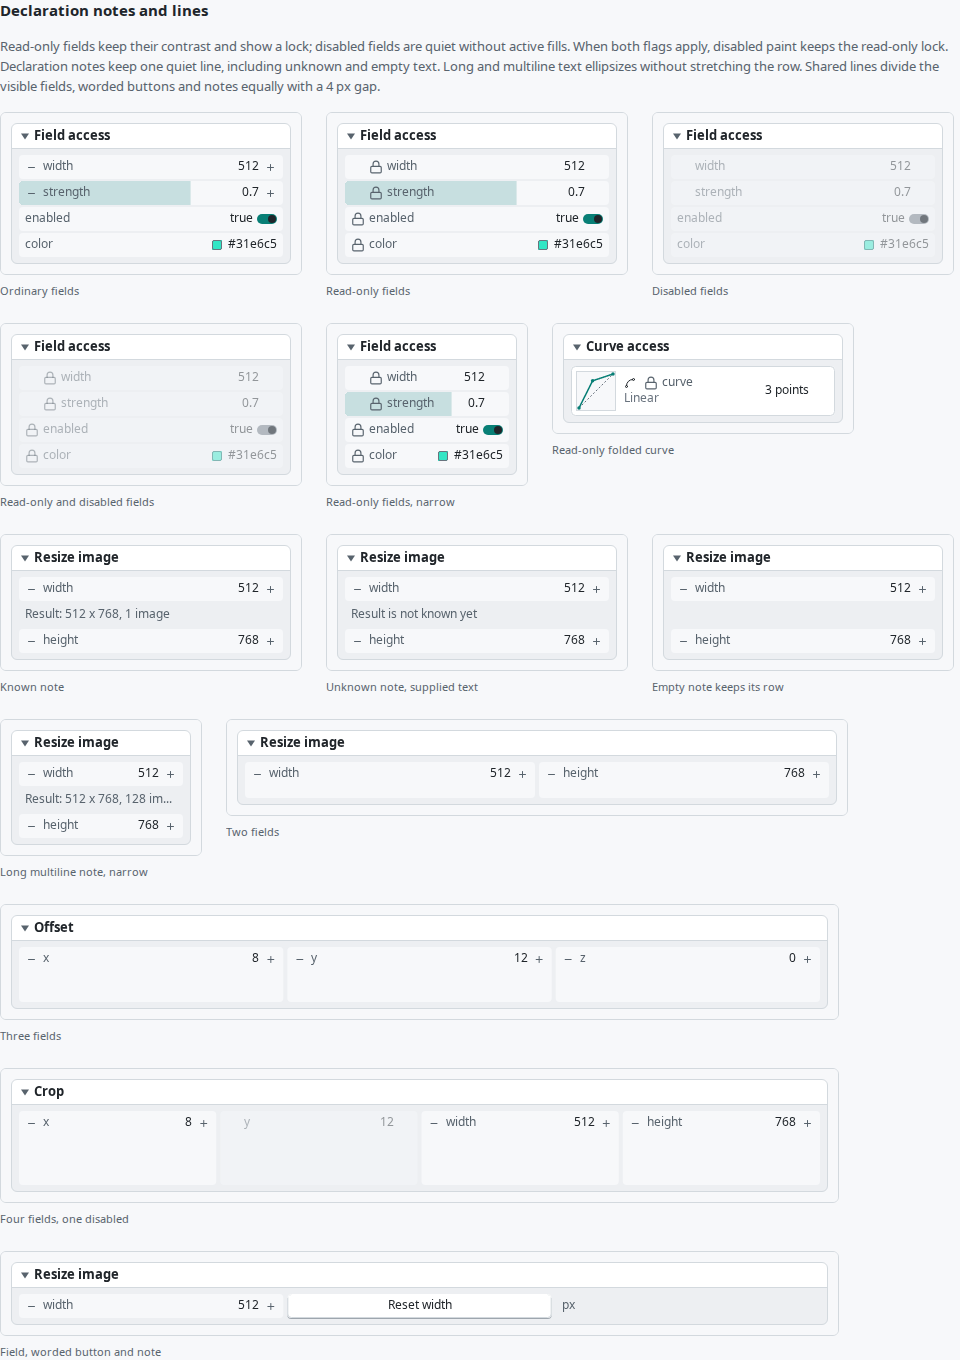 Declaration notes and lines
Read-only fields keep their contrast and show a lock; disabled fields are quiet without active fills. When both flags apply, disabled paint keeps the read-only lock.
Declaration notes keep one quiet line, including unknown and empty text. Long and multiline text ellipsizes without stretching the row. Shared lines divide the
visible fields, worded buttons and notes equally with a 4 px gap.
Field access
− width 512 +
− strength 0.7 +
enabled true
color #31e6c5
Ordinary fields
Field access
width 512
strength 0.7
enabled true
color #31e6c5
Read-only fields
Field access
width 512
strength 0.7
enabled true
color #31e6c5
Disabled fields
Field access
width 512
strength 0.7
enabled true
color #31e6c5
Read-only and disabled fields
Field access
width 512
strength 0.7
enabled true
color #31e6c5
Read-only fields, narrow
Curve access
curve
Linear
3 points
Read-only folded curve
Resize image
− width 512 +
Result: 512 x 768, 1 image
− height 768 +
Known note
Resize image
− width 512 +
Result is not known yet
− height 768 +
Unknown note, supplied text
Resize image
− width 512 +
− height 768 +
Empty note keeps its row
Resize image
− width 512 +
Result: 512 x 768, 128 im...
− height 768 +
Long multiline note, narrow
Resize image
− width 512 + − height 768 +
Two fields
Offset
− x 8 + − y 12 + − z 0 +
Three fields
Crop
− x 8 + y 12 − width 512 + − height 768 +
Four fields, one disabled
Resize image
− width 512 + Reset width px
Field, worded button and note